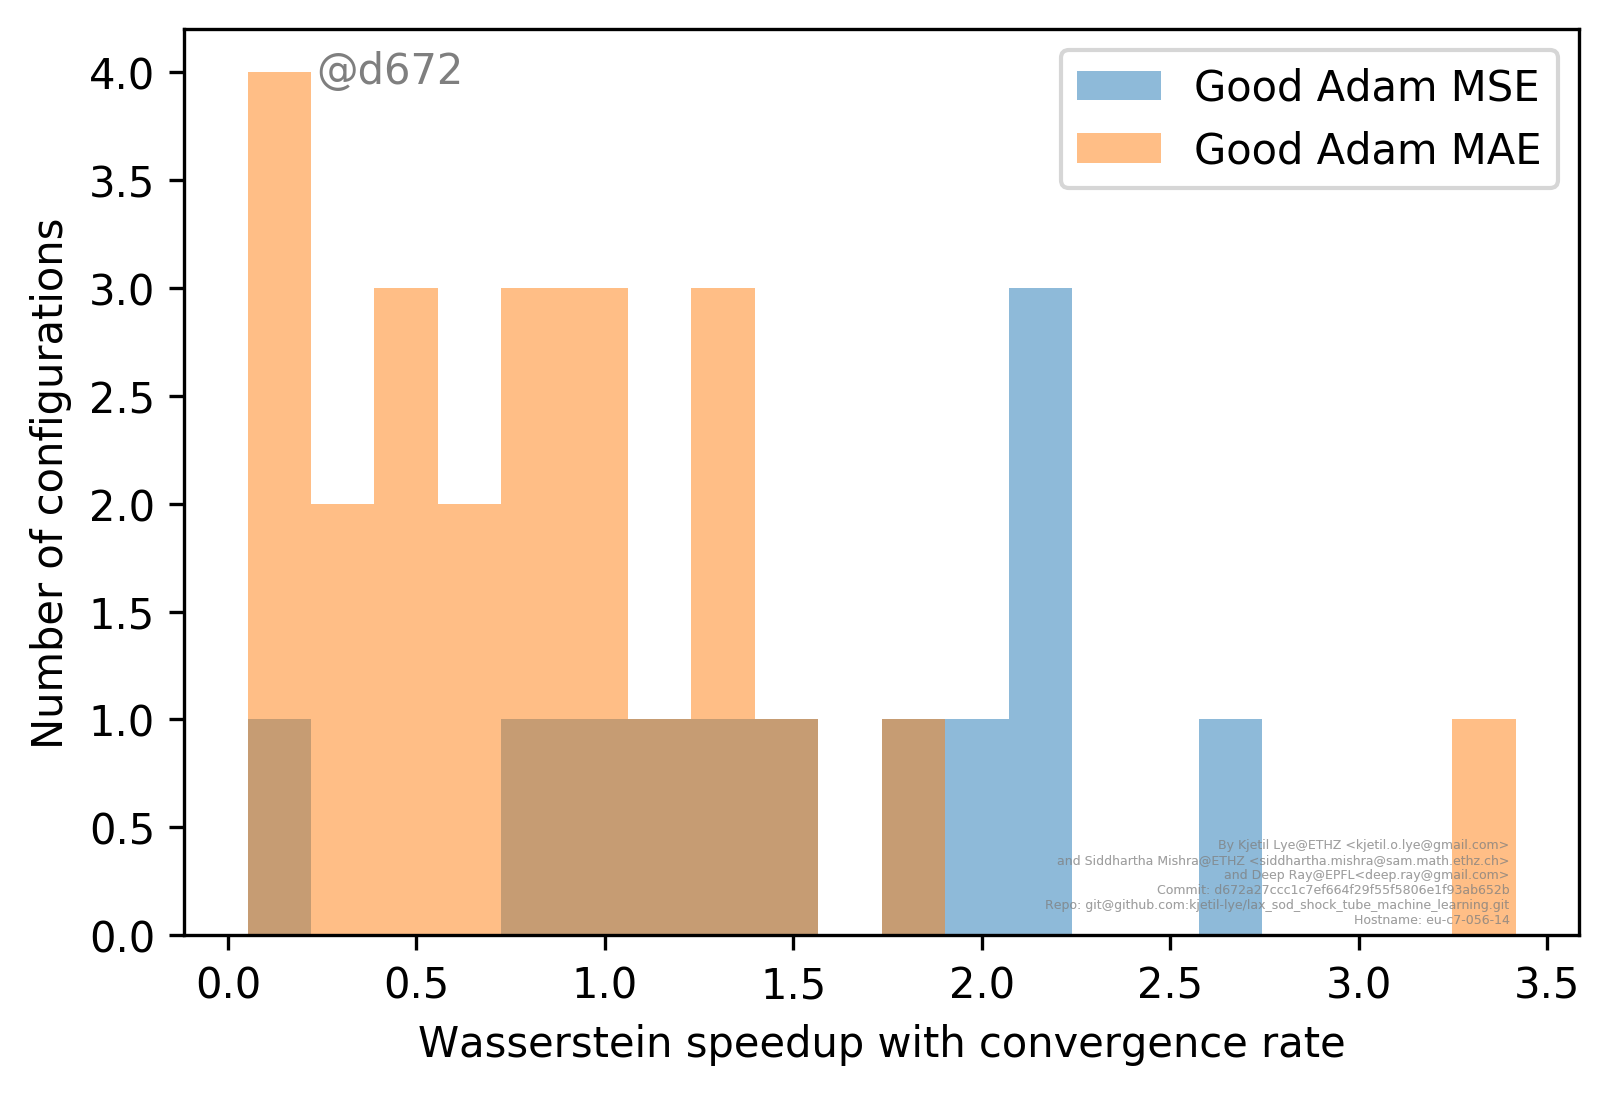 @d672
Good Adam MSE
Good Adam MAE
4.0
3.5
3.0
2.5
2.0
1.5
1.0
0.5
0.0
Number of configurations
By Kjetil Lye@ETHZ <kjetil.o.lye@gmail.com>
and Siddhartha Mishra@ETHZ <siddhartha.mishra@sam.math.ethz.ch>
and Deep Ray@EPFL<deep.ray@gmail.com>
Commit: d672a27ccc1c7ef664f29f55f5806e1f93ab652b
Repo: git@github.com:kjetil-lye/lax_sod_shock_tube_machine_learning.git
Hostname: eu-c7-056-14
0.0 0.5 1.0 1.5 2.0 2.5 3.0 3.5
Wasserstein speedup with convergence rate